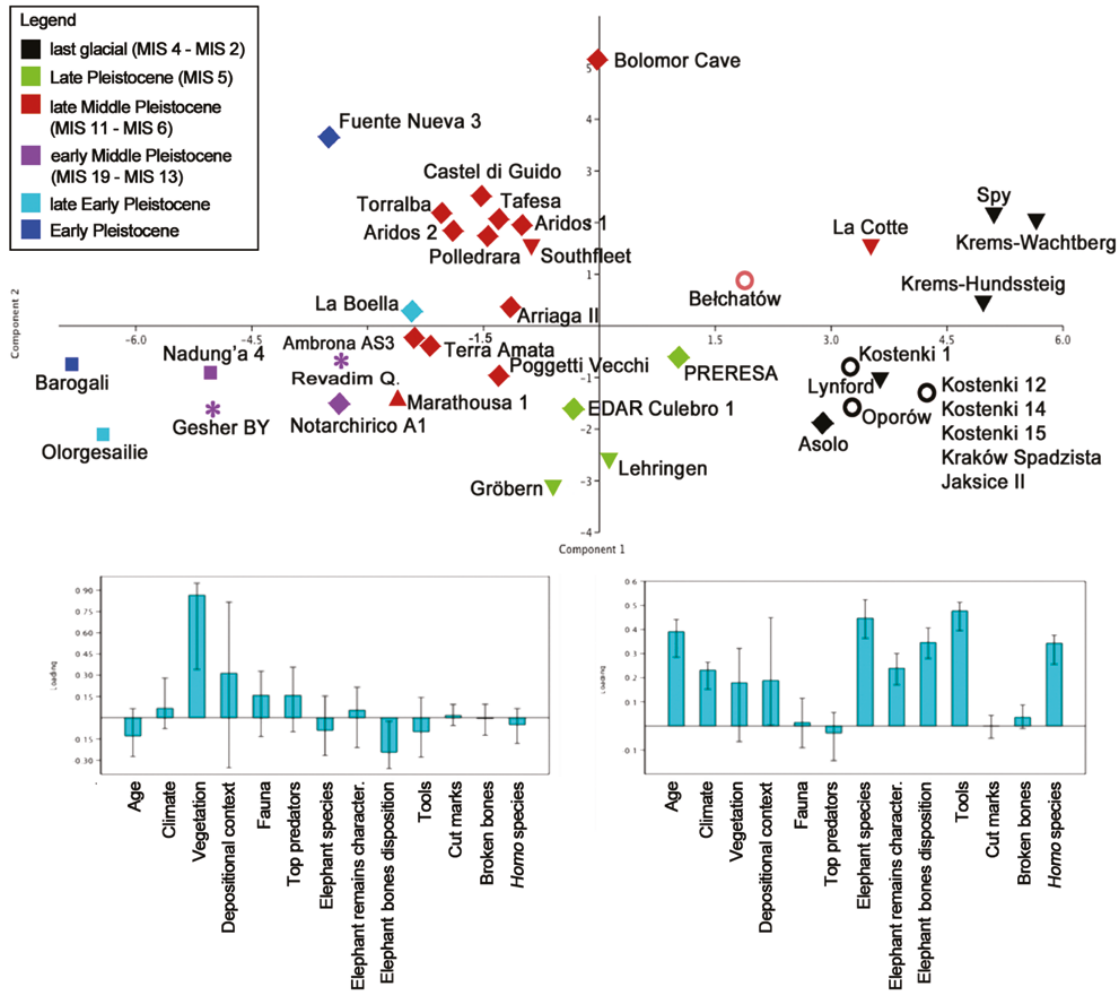 Legend
last glacial (MIS 4 - MIS 2)
Late Pleistocene (MIS 5)
late Middle Pleistocene
(MIS 11 - MIS 6)
early Middle Pleistocene
(MIS 19 - MIS 13)
late Early Pleistocene
Early Pleistocene
Bolomor Cave
5
Fuente Nueva 3
4
3
Castel di Guido
Torralba
Tafesa
Aridos 2
Aridos 1
Polledrara
Southfleet
La Cotte
Spy
Krems-Wachtberg
1
Bełchatów
Krems-Hundssteig
La Boella
Arriaga II
Component 2
-6.0
-4.5
-1.5
1.5
3.0
4.5
6.0
Nadung'a 4
Ambrona AS3
Terra Amata
Poggetti Vecchi
Kostenki 1
Barogali
Revadim Q.
-1
PRERESA
Lynford
Kostenki 12
Gesher BY
Notarchirico A1
Marathousa 1
EDAR Culebro 1
Oporów
Kostenki 14
Olorgesailie
-2
Asolo
Kostenki 15
Lehringen
Kraków Spadzista
Gröbern
-3
Jaksice II
-4
Component 1
0.90
0.75
0.60
0.45
0.30
0.15
0.15
0.30
Loading
Age
Climate
Vegetation
Depositional context
Fauna
Top predators
Elephant species
Elephant remains character.
Elephant bones disposition
Tools
Cut marks
Broken bones
Homo species
0.6
0.5
0.4
0.3
0.2
0.1
0.1
Loading
Age
Climate
Vegetation
Depositional context
Fauna
Top predators
Elephant species
Elephant remains character.
Elephant bones disposition
Tools
Cut marks
Broken bones
Homo species